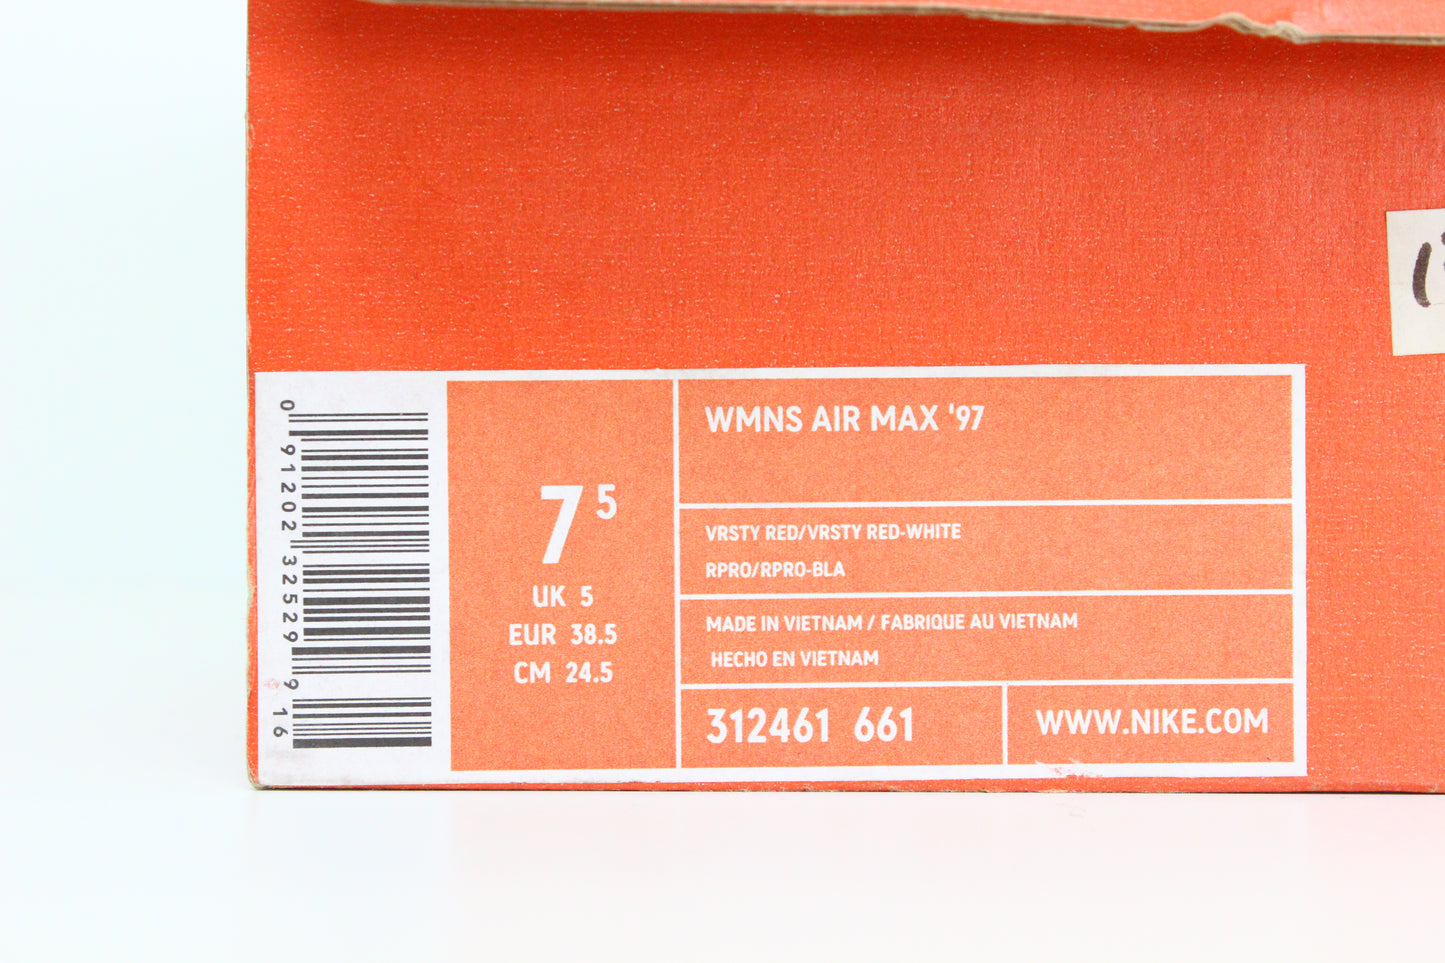 0 91202 32529 9 16
7 5
UK 5
EUR 38.5
CM 24.5
WMNS AIR MAX '97
VRSTY RED/VRSTY RED-WHITE
RPRO/RPRO-BLA
MADE IN VIETNAM / FABRIQUE AU VIETNAM
HECHO EN VIETNAM
312461 661
WWW.NIKE.COM